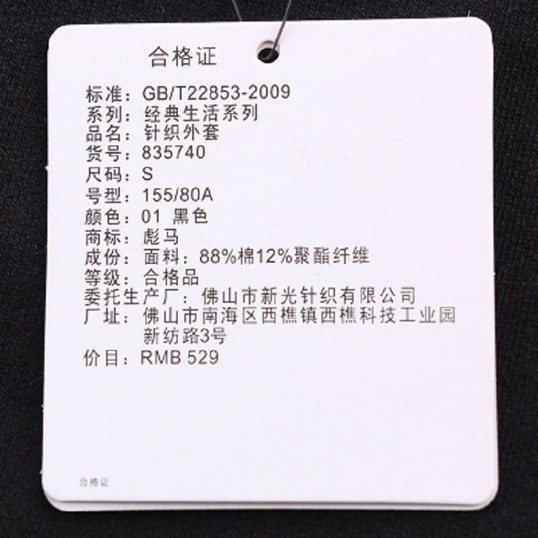 合格证
标准：GB/T22853-2009
系列：经典生活系列
品名：针织外套
货号：835740
尺码：S
号型：155/80A
颜色：01 黑色
商标：彪马
成份：面料：88%棉12%聚酯纤维
等级：合格品
委托生产厂：佛山市新光针织有限公司
厂址：佛山市南海区西樵镇西樵科技工业园
新纺路3号
价目：RMB 529
合格证